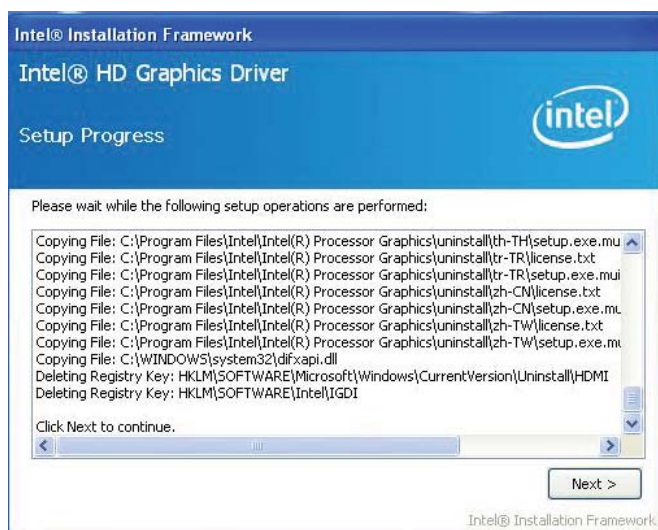 Intel® Installation Framework
Intel® HD Graphics Driver
Setup Progress
intel
Please wait while the following setup operations are performed:
Copying File: C:\Program Files\Intel\Intel(R) Processor Graphics\uninstall\th-TH\setup.exe.mu
Copying File: C:\Program Files\Intel\Intel(R) Processor Graphics\uninstall\tr-TR\license.txt
Copying File: C:\Program Files\Intel\Intel(R) Processor Graphics\uninstall\tr-TR\setup.exe.mui
Copying File: C:\Program Files\Intel\Intel(R) Processor Graphics\uninstall\zh-CN\license.txt
Copying File: C:\Program Files\Intel\Intel(R) Processor Graphics\uninstall\zh-CN\setup.exe.mu
Copying File: C:\Program Files\Intel\Intel(R) Processor Graphics\uninstall\zh-TW\license.txt
Copying File: C:\Program Files\Intel\Intel(R) Processor Graphics\uninstall\zh-TW\setup.exe.mu
Copying File: C:\WINDOWS\system32\difxapi.dll
Deleting Registry Key: HKLM\SOFTWARE\Microsoft\Windows\CurrentVersion\Uninstall\HDMI
Deleting Registry Key: HKLM\SOFTWARE\Intel\IGDI
Click Next to continue.
Next >
Intel® Installation Framework